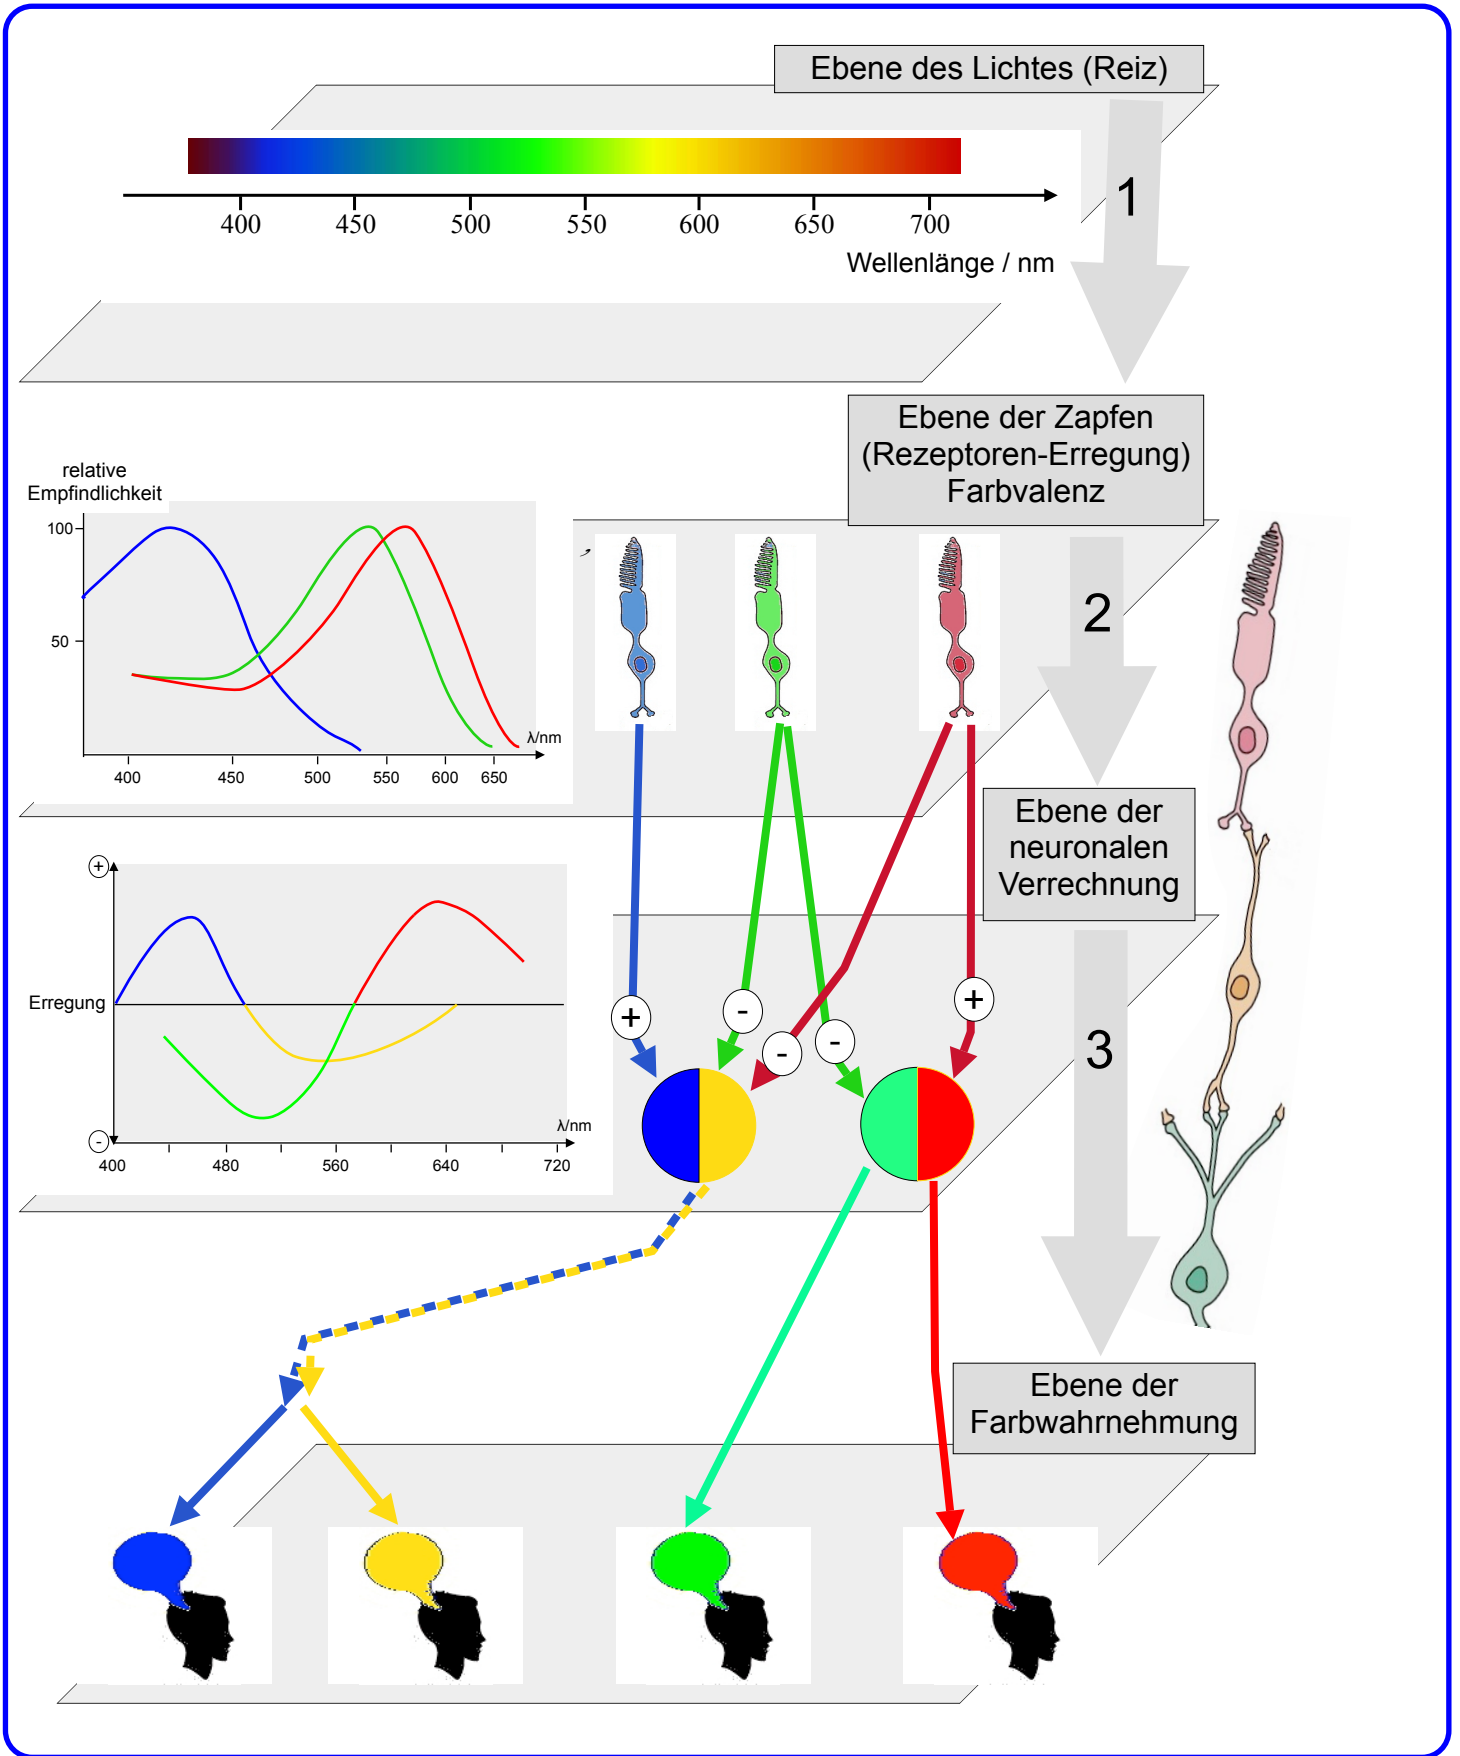 Ebene des Lichtes (Reiz)
1
400 450 500 550 600 650 700
Wellenlänge / nm
Ebene der Zapfen
(Rezeptoren-Erregung)
Farbvalenz
relative
Empfindlichkeit
100
50
λ/nm
400 450 500 550 600 650
2
Ebene der
neuronalen
Verrechnung
+
Erregung
-
λ/nm
400 480 560 640 720
+
-
-
-
+
3
Ebene der
Farbwahrnehmung